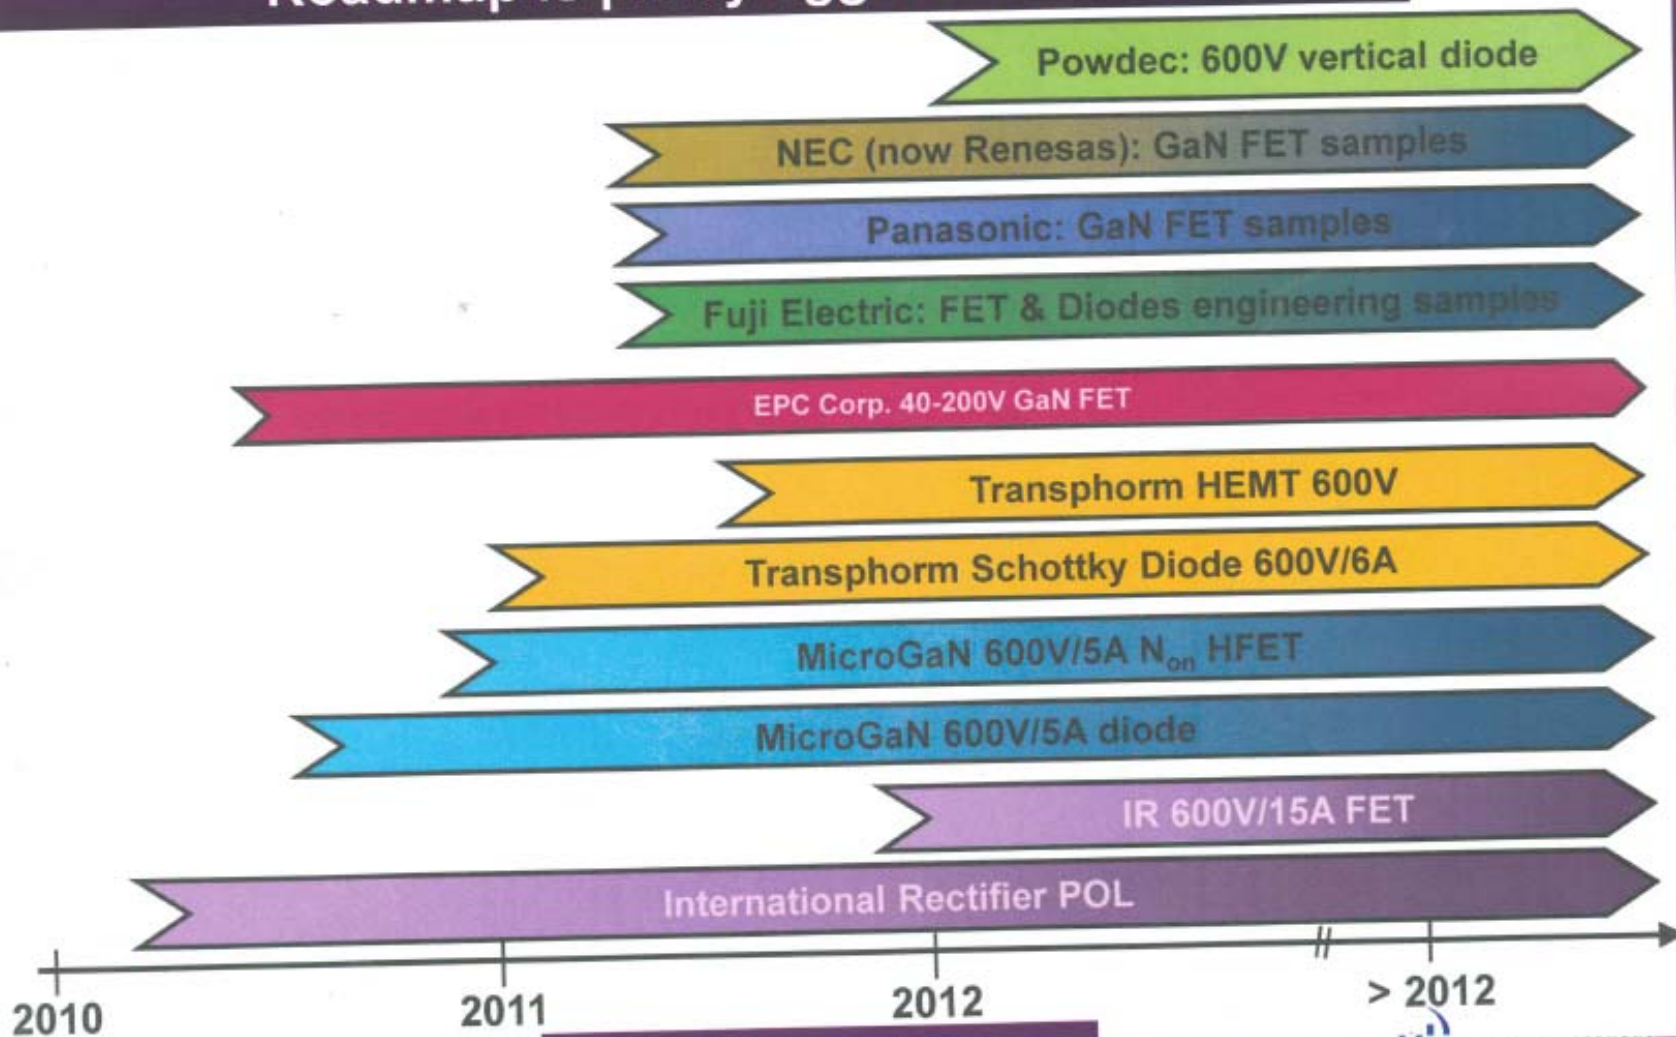 Roadmap is
Powdec: 600V vertical diode
NEC (now Renesas): GaN FET samples
Panasonic: GaN FET samples
Fuji Electric: FET & Diodes engineering samples
EPC Corp. 40-200V GaN FET
Transphorm HEMT 600V
Transphorm Schottky Diode 600V/6A
MicroGaN 600V/5A Non HFET
MicroGaN 600V/5A diode
IR 600V/15A FET
International Rectifier POL
2010 2011 2012 > 2012